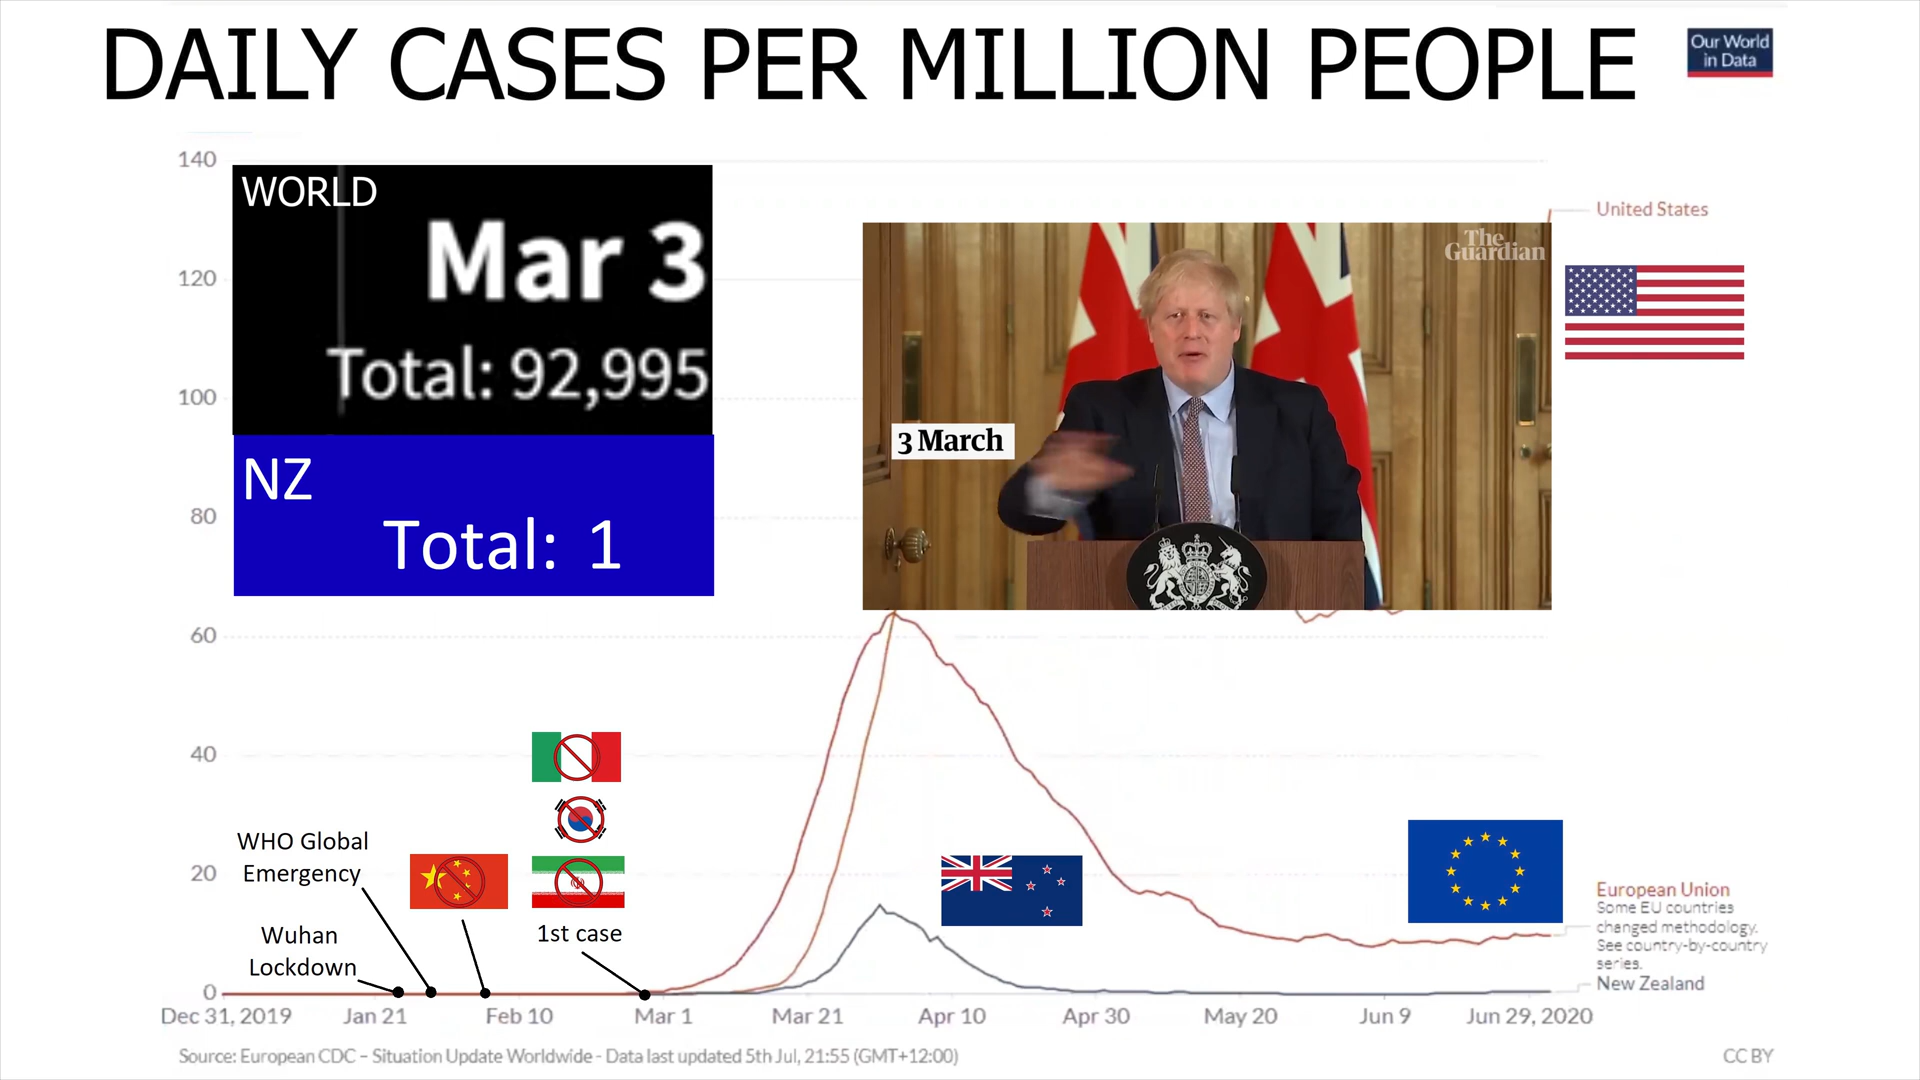 DAILY CASES PER MILLION PEOPLE
Our World
in Data
140
120
100
80
60
40
20
0
WORLD
Mar 3
Total: 92,995
NZ
Total: 1
The
Guardian
3 March
United States
WHO Global
Emergency
Wuhan
Lockdown
1st case
European Union
Some EU countries
changed methodology.
See country-by-country
series.
New Zealand
Dec 31, 2019
Jan 21
Feb 10
Mar 1
Mar 21
Apr 10
Apr 30
May 20
Jun 9
Jun 29, 2020
Source: European CDC – Situation Update Worldwide - Data last updated 5th Jul, 21:55 (GMT+12:00)
CC BY